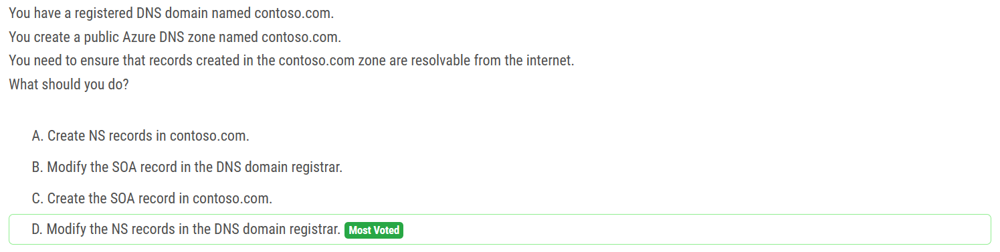 You have a registered DNS domain named contoso.com.
You create a public Azure DNS zone named contoso.com.
You need to ensure that records created in the contoso.com zone are resolvable from the internet.
What should you do?
A. Create NS records in contoso.com.
B. Modify the SOA record in the DNS domain registrar.
C. Create the SOA record in contoso.com.
D. Modify the NS records in the DNS domain registrar. Most Voted